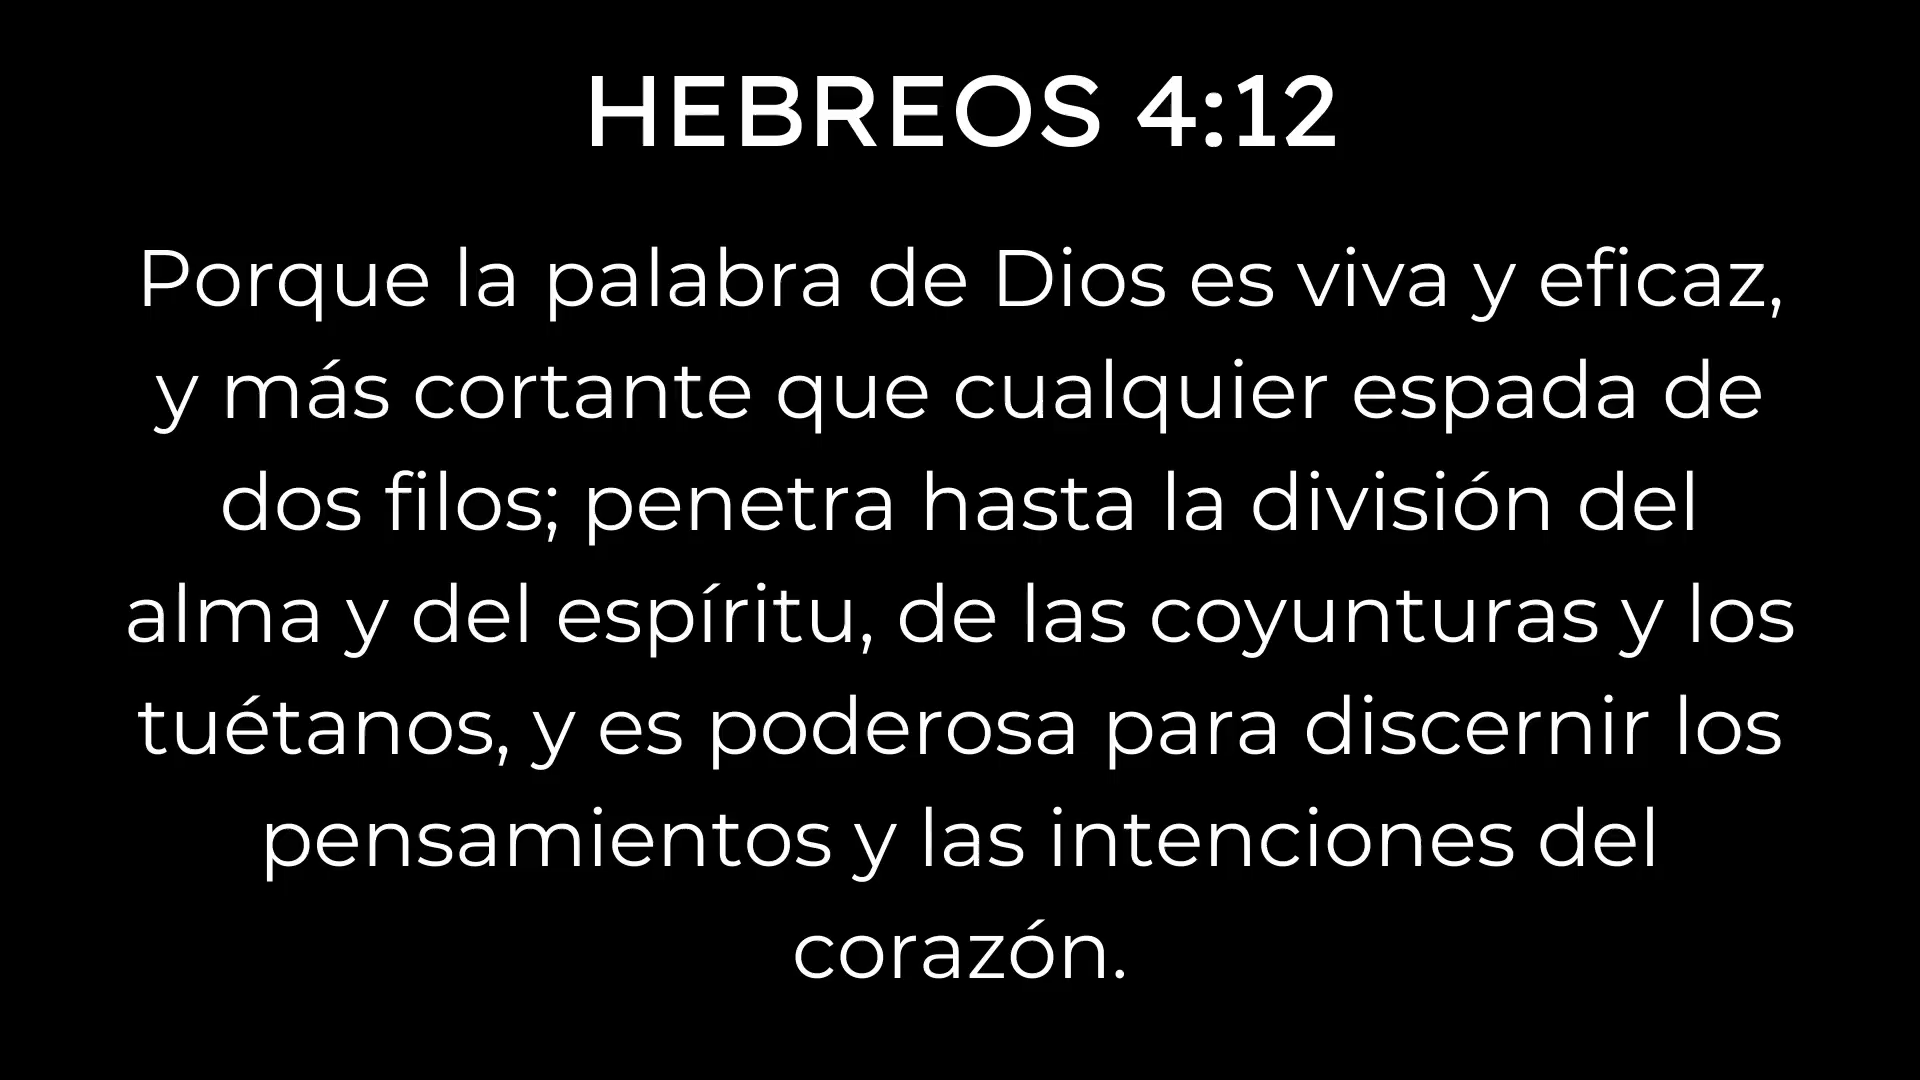 HEBREOS 4:12
Porque la palabra de Dios es viva y eficaz,
y más cortante que cualquier espada de
dos filos; penetra hasta la división del
alma y del espíritu, de las coyunturas y los
tuétanos, y es poderosa para discernir los
pensamientos y las intenciones del
corazón.